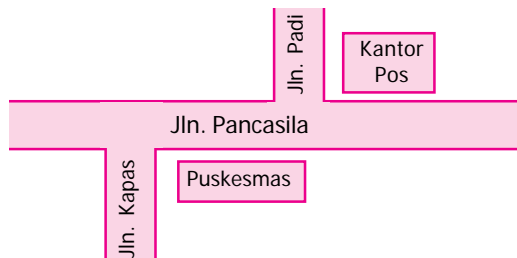 Jln. Padi
Kantor
Pos
Jln. Pancasila
Jln. Kapas
Puskesmas